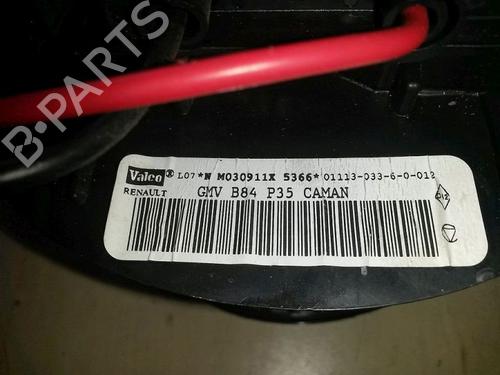 B-PARTS
Valeo® L07 *N M030911X 5366* 01113-033-6-0-012
RENAULT GMV B84 P35 CAMAN